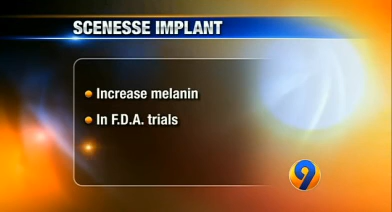 SCENESSE IMPLANT
Increase melanin
In F.D.A. trials
9